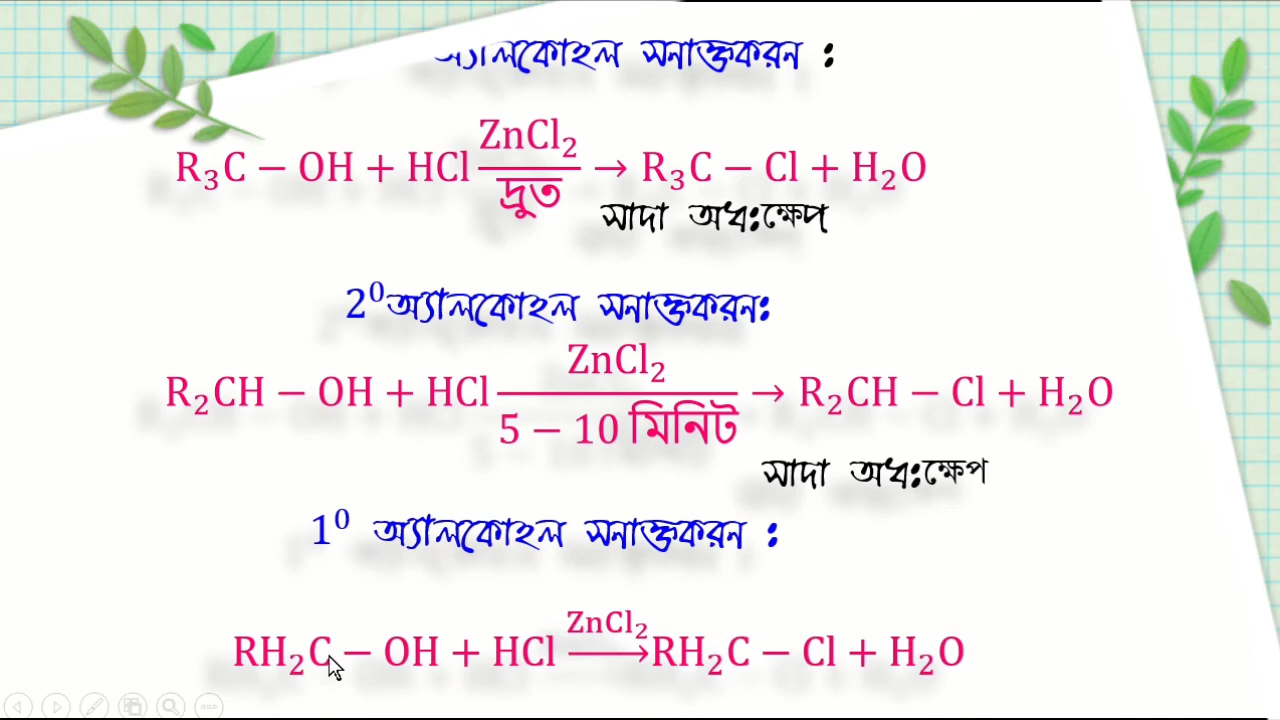 অ্যালকোহল সনাক্তকরন :
R₃C − OH + HCl ZnCl₂ / দ্রুত → R₃C − Cl + H₂O
সাদা অধ:ক্ষেপ
2⁰অ্যালকোহল সনাক্তকরন:
R₂CH − OH + HCl ZnCl₂ / 5 − 10 মিনিট → R₂CH − Cl + H₂O
সাদা অধ:ক্ষেপ
1⁰ অ্যালকোহল সনাক্তকরন :
RH₂C − OH + HCl ZnCl₂ → RH₂C − Cl + H₂O